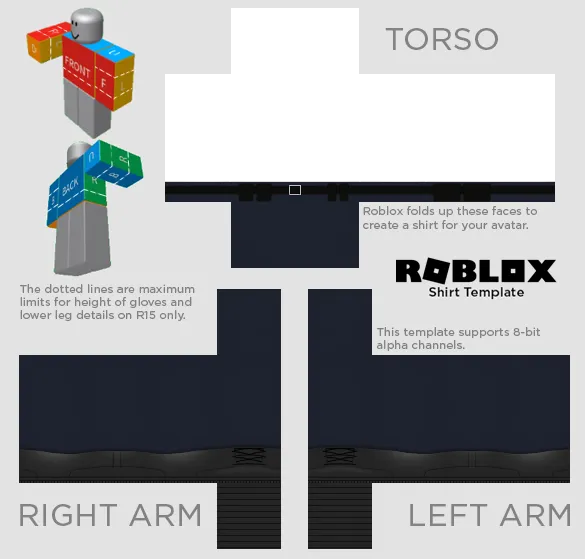 TORSO
FRONT
F
L
R
U
BACK
R
B
U
B
Roblox folds up these faces to
create a shirt for your avatar.
ROBLOX
Shirt Template
The dotted lines are maximum
limits for height of gloves and
lower leg details on R15 only.
This template supports 8-bit
alpha channels.
RIGHT ARM
LEFT ARM